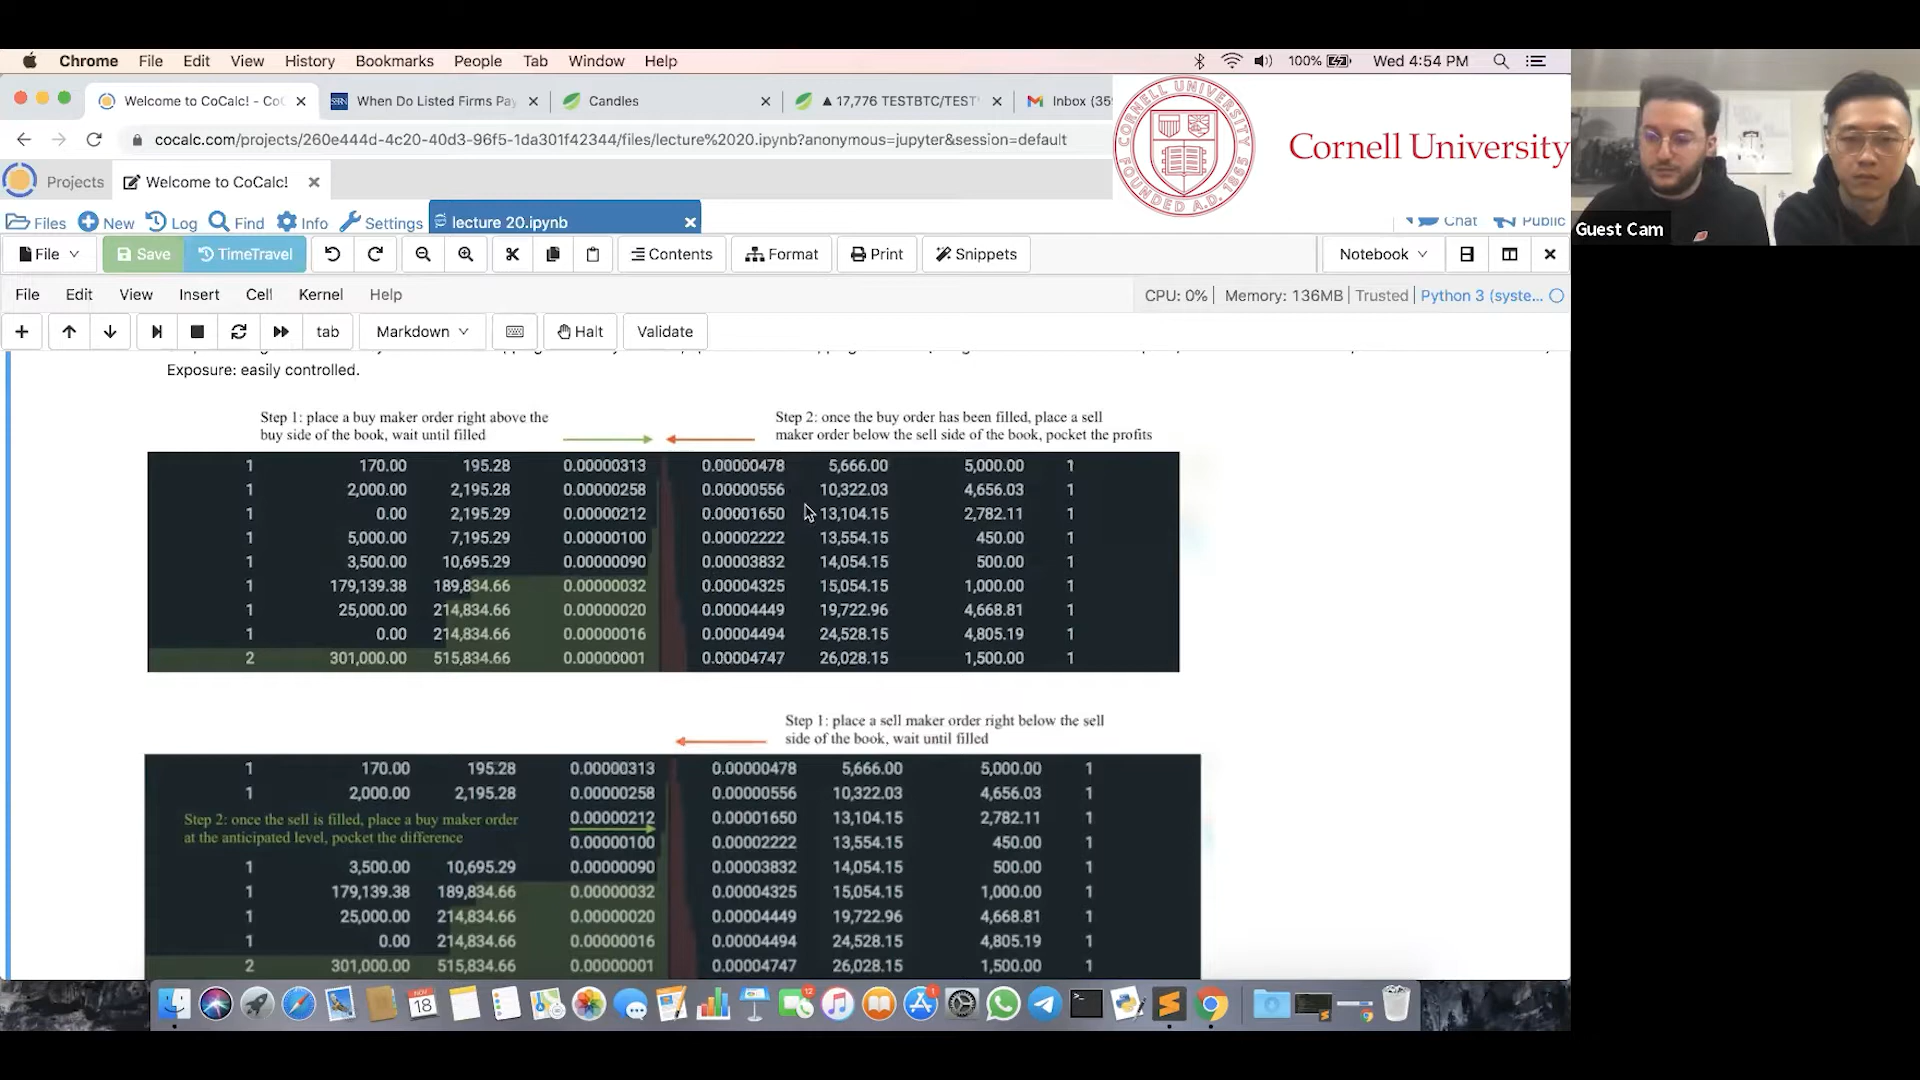 Chrome File Edit View History Bookmarks People Tab Window Help 100% Wed 4:54 PM
Welcome to CoCalc! - Co When Do Listed Firms Pay Candles ▲ 17,776 TESTBTC/TEST Inbox (35
cocalc.com/projects/260e444d-4c20-40d3-96f5-1da301f42344/files/lecture%2020.ipynb?anonymous=jupyter&session=default
CORNELL UNIVERSITY FOUNDED A.D. 1865
Cornell University
Projects Welcome to CoCalc!
Files New Log Find Info Settings lecture 20.ipynb Chat Public
Guest Cam
File Save TimeTravel Contents Format Print Snippets Notebook
File Edit View Insert Cell Kernel Help CPU: 0% Memory: 136MB Trusted Python 3 (syste...
tab Markdown Halt Validate
Exposure: easily controlled.
Step 1: place a buy maker order right above the
buy side of the book, wait until filled
Step 2: once the buy order has been filled, place a sell
maker order below the sell side of the book, pocket the profits
1 170.00 195.28 0.00000313 0.00000478 5,666.00 5,000.00 1
1 2,000.00 2,195.28 0.00000258 0.00000556 10,322.03 4,656.03 1
1 0.00 2,195.29 0.00000212 0.00001650 13,104.15 2,782.11 1
1 5,000.00 7,195.29 0.00000100 0.00002222 13,554.15 450.00 1
1 3,500.00 10,695.29 0.00000090 0.00003832 14,054.15 500.00 1
1 179,139.38 189,834.66 0.00000032 0.00004325 15,054.15 1,000.00 1
1 25,000.00 214,834.66 0.00000020 0.00004449 19,722.96 4,668.81 1
1 0.00 214,834.66 0.00000016 0.00004494 24,528.15 4,805.19 1
2 301,000.00 515,834.66 0.00000001 0.00004747 26,028.15 1,500.00 1
Step 1: place a sell maker order right below the sell
side of the book, wait until filled
1 170.00 195.28 0.00000313 0.00000478 5,666.00 5,000.00 1
1 2,000.00 2,195.28 0.00000258 0.00000556 10,322.03 4,656.03 1
Step 2: once the sell is filled, place a buy maker order
at the anticipated level, pocket the difference
0.00000212 0.00001650 13,104.15 2,782.11 1
0.00000100 0.00002222 13,554.15 450.00 1
1 3,500.00 10,695.29 0.00000090 0.00003832 14,054.15 500.00 1
1 179,139.38 189,834.66 0.00000032 0.00004325 15,054.15 1,000.00 1
1 25,000.00 214,834.66 0.00000020 0.00004449 19,722.96 4,668.81 1
1 0.00 214,834.66 0.00000016 0.00004494 24,528.15 4,805.19 1
2 301,000.00 515,834.66 0.00000001 0.00004747 26,028.15 1,500.00 1
NOV
18
12
1